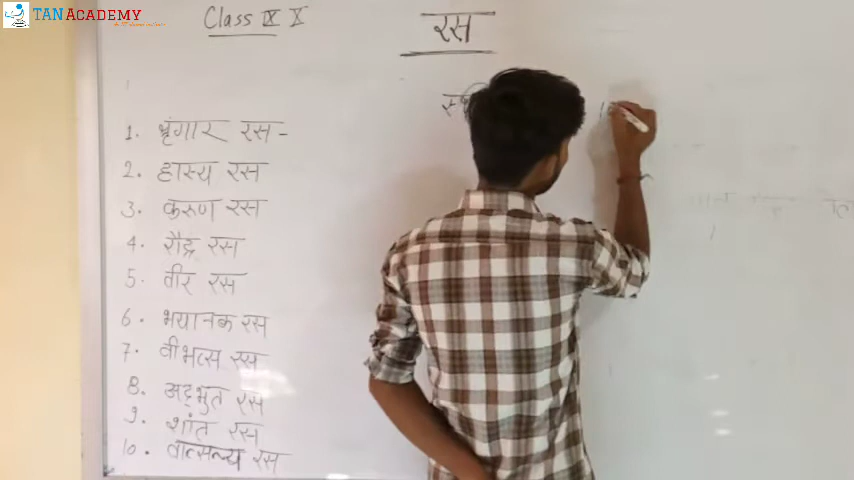 TAN ACADEMY
Class IX X
रस
1. श्रृंगार रस-
2. हास्य रस
3. करुण रस
4. रौद्र रस
5. वीर रस
6. भयानक रस
7. वीभत्स रस
8. अद्भुत रस
9. शांत रस
10. वात्सल्य रस